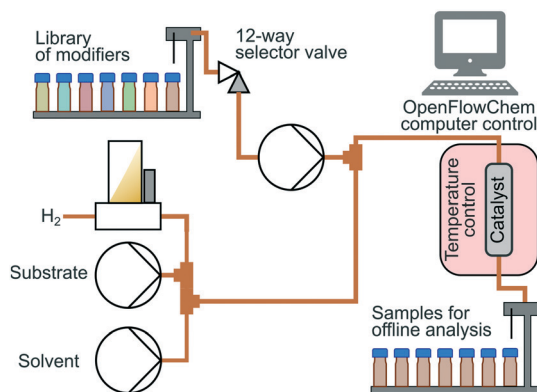 Library
of modifiers
12-way
selector valve
OpenFlowChem
computer control
H₂
Substrate
Solvent
Temperature
control
Catalyst
Samples for
offline analysis